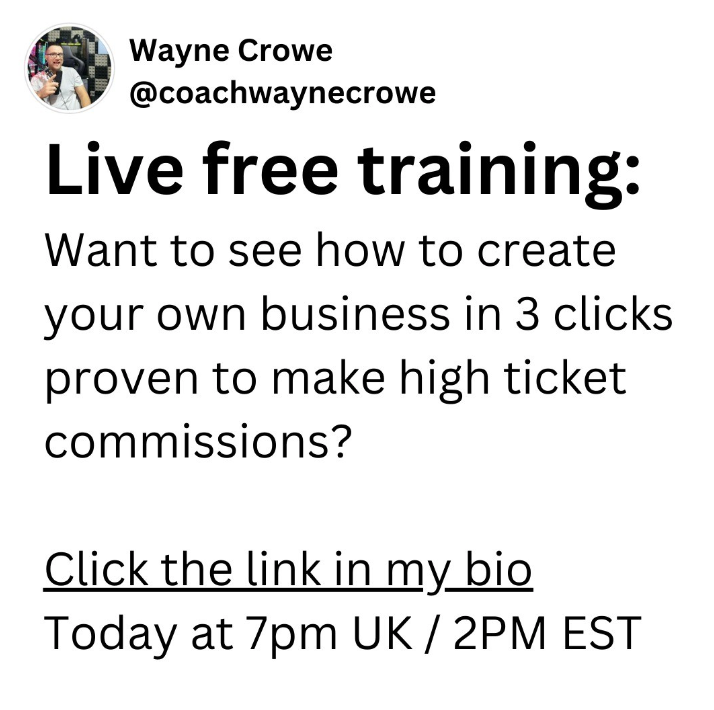 Wayne Crowe
@coachwaynecrowe
Live free training:
Want to see how to create
your own business in 3 clicks
proven to make high ticket
commissions?
Click the link in my bio
Today at 7pm UK / 2PM EST